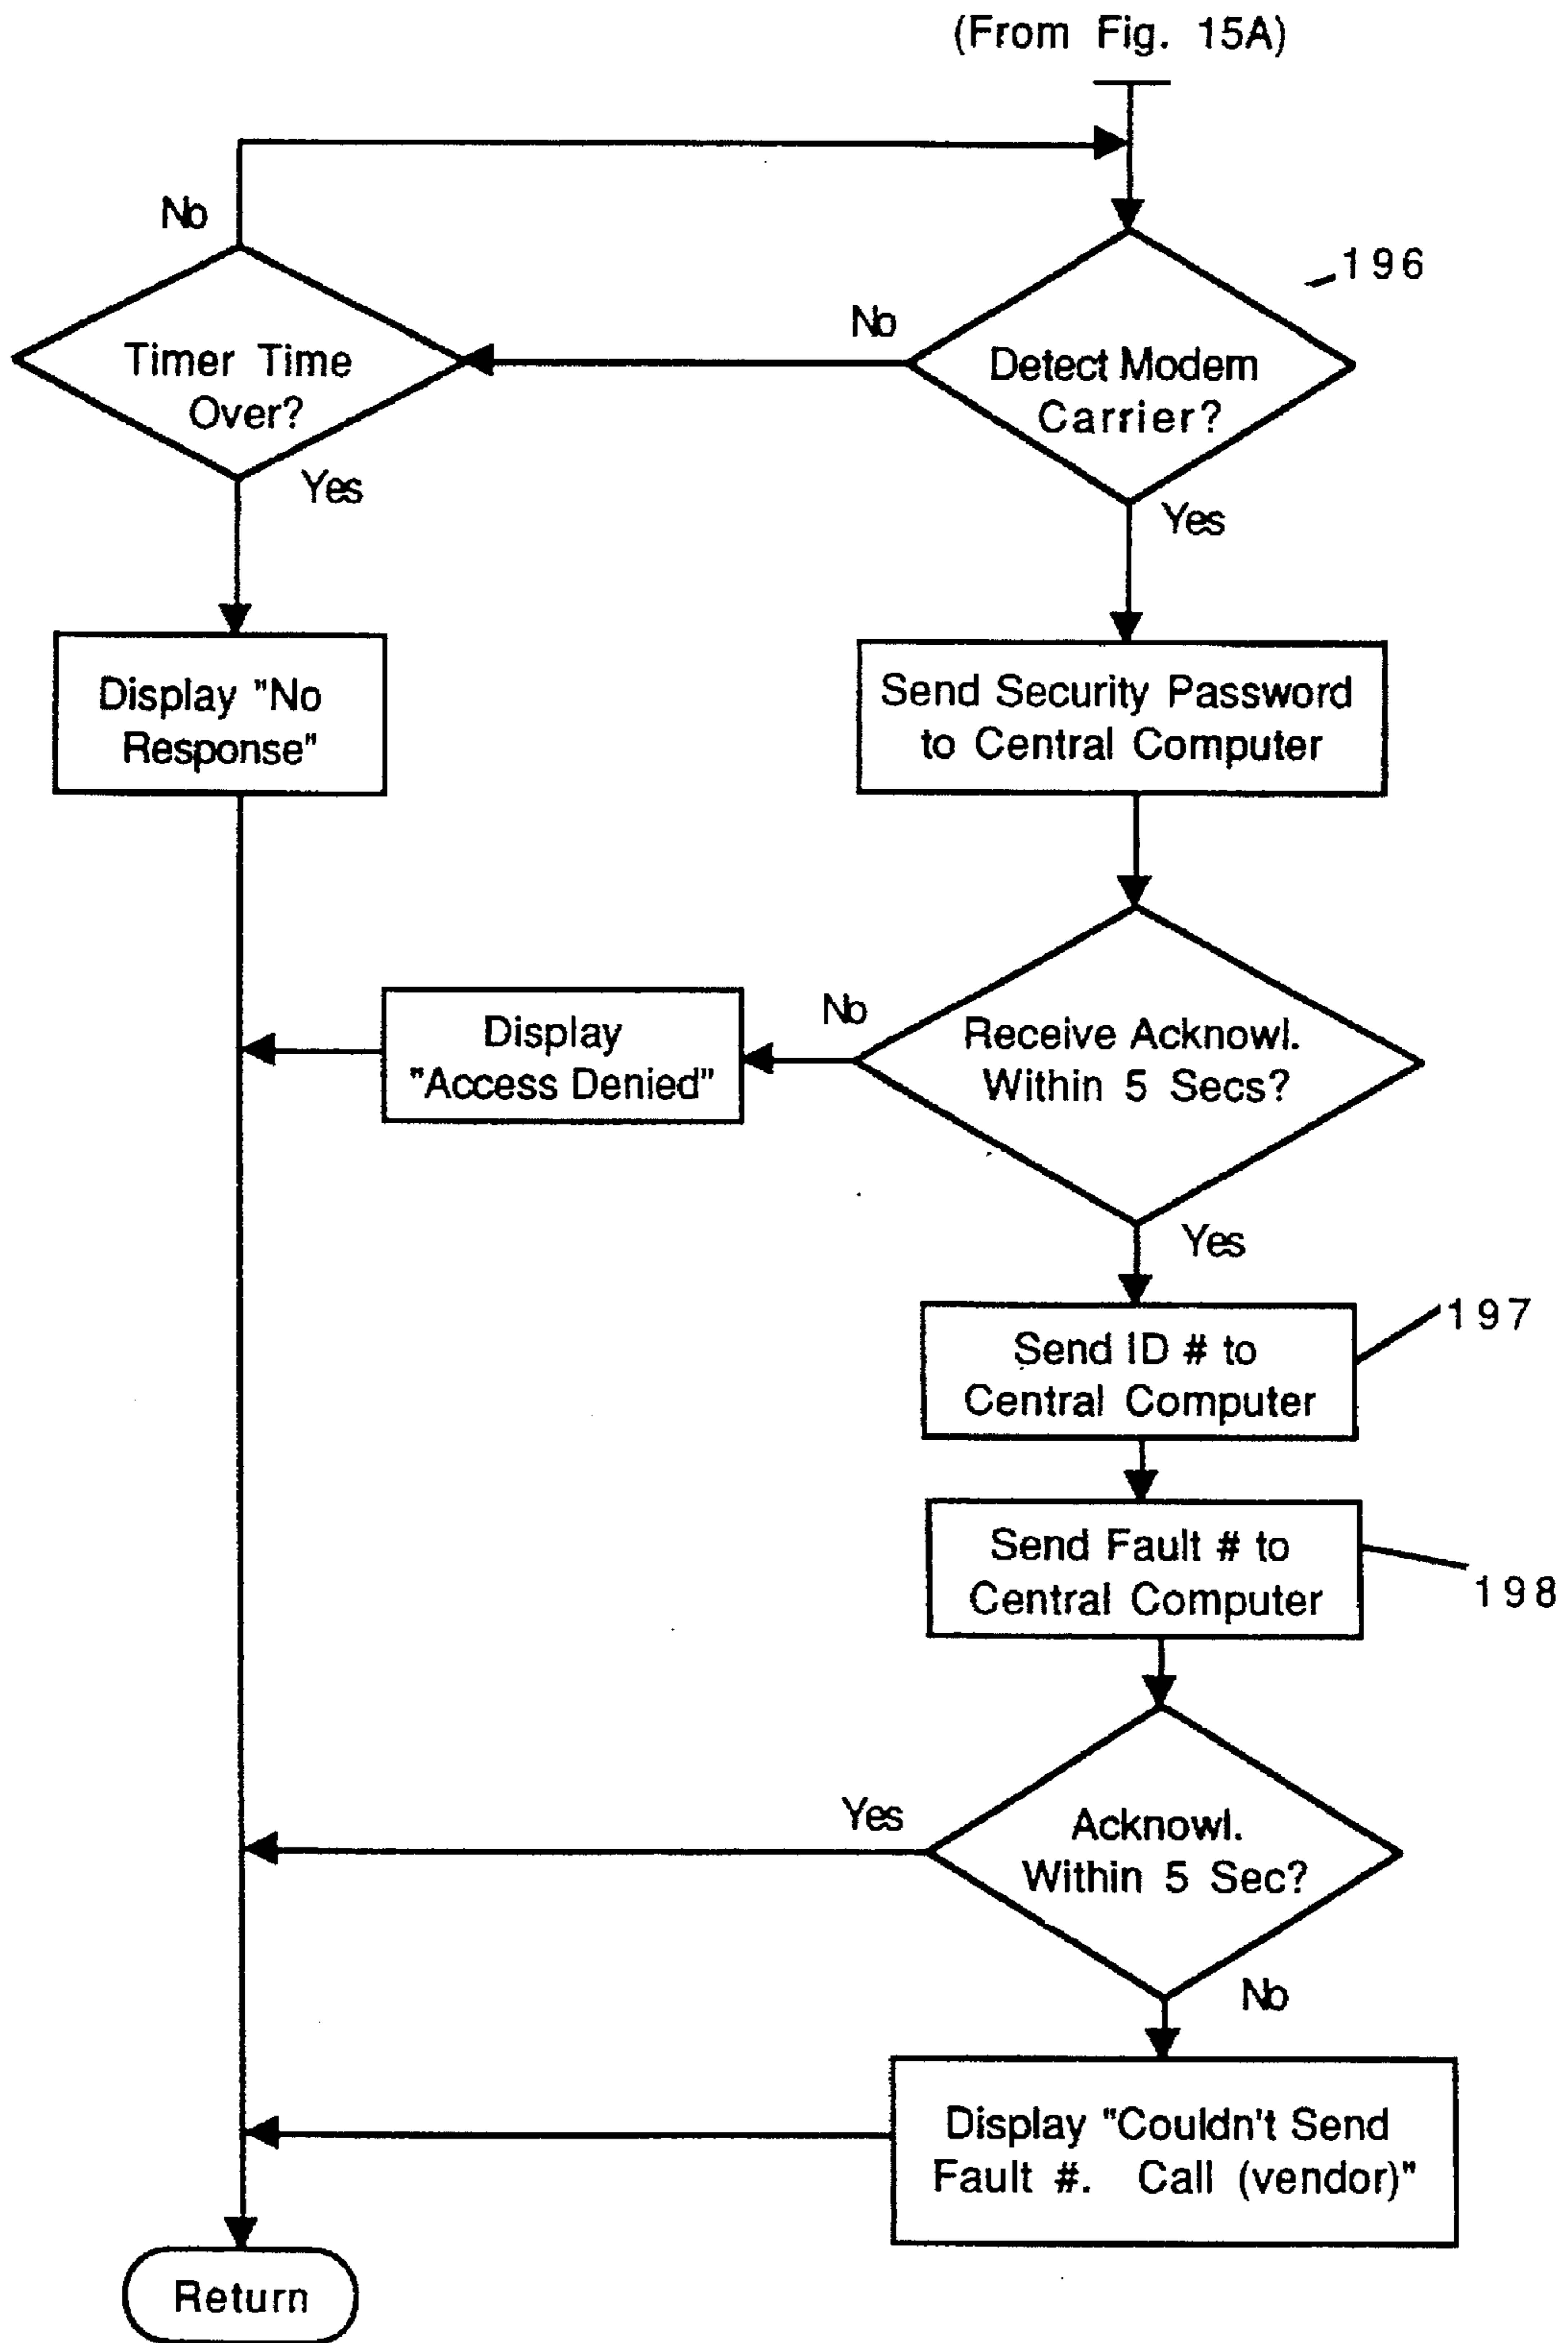 (From Fig. 15A)
No
196
No
Timer Time
Over?
Detect Modem
Carrier?
Yes
Yes
Display "No
Response"
Send Security Password
to Central Computer
No
Display
"Access Denied"
Receive Acknowl.
Within 5 Secs?
Yes
197
Send ID # to
Central Computer
Send Fault # to
Central Computer
198
Yes
Acknowl.
Within 5 Sec?
No
Display "Couldn't Send
Fault #. Call (vendor)"
Return